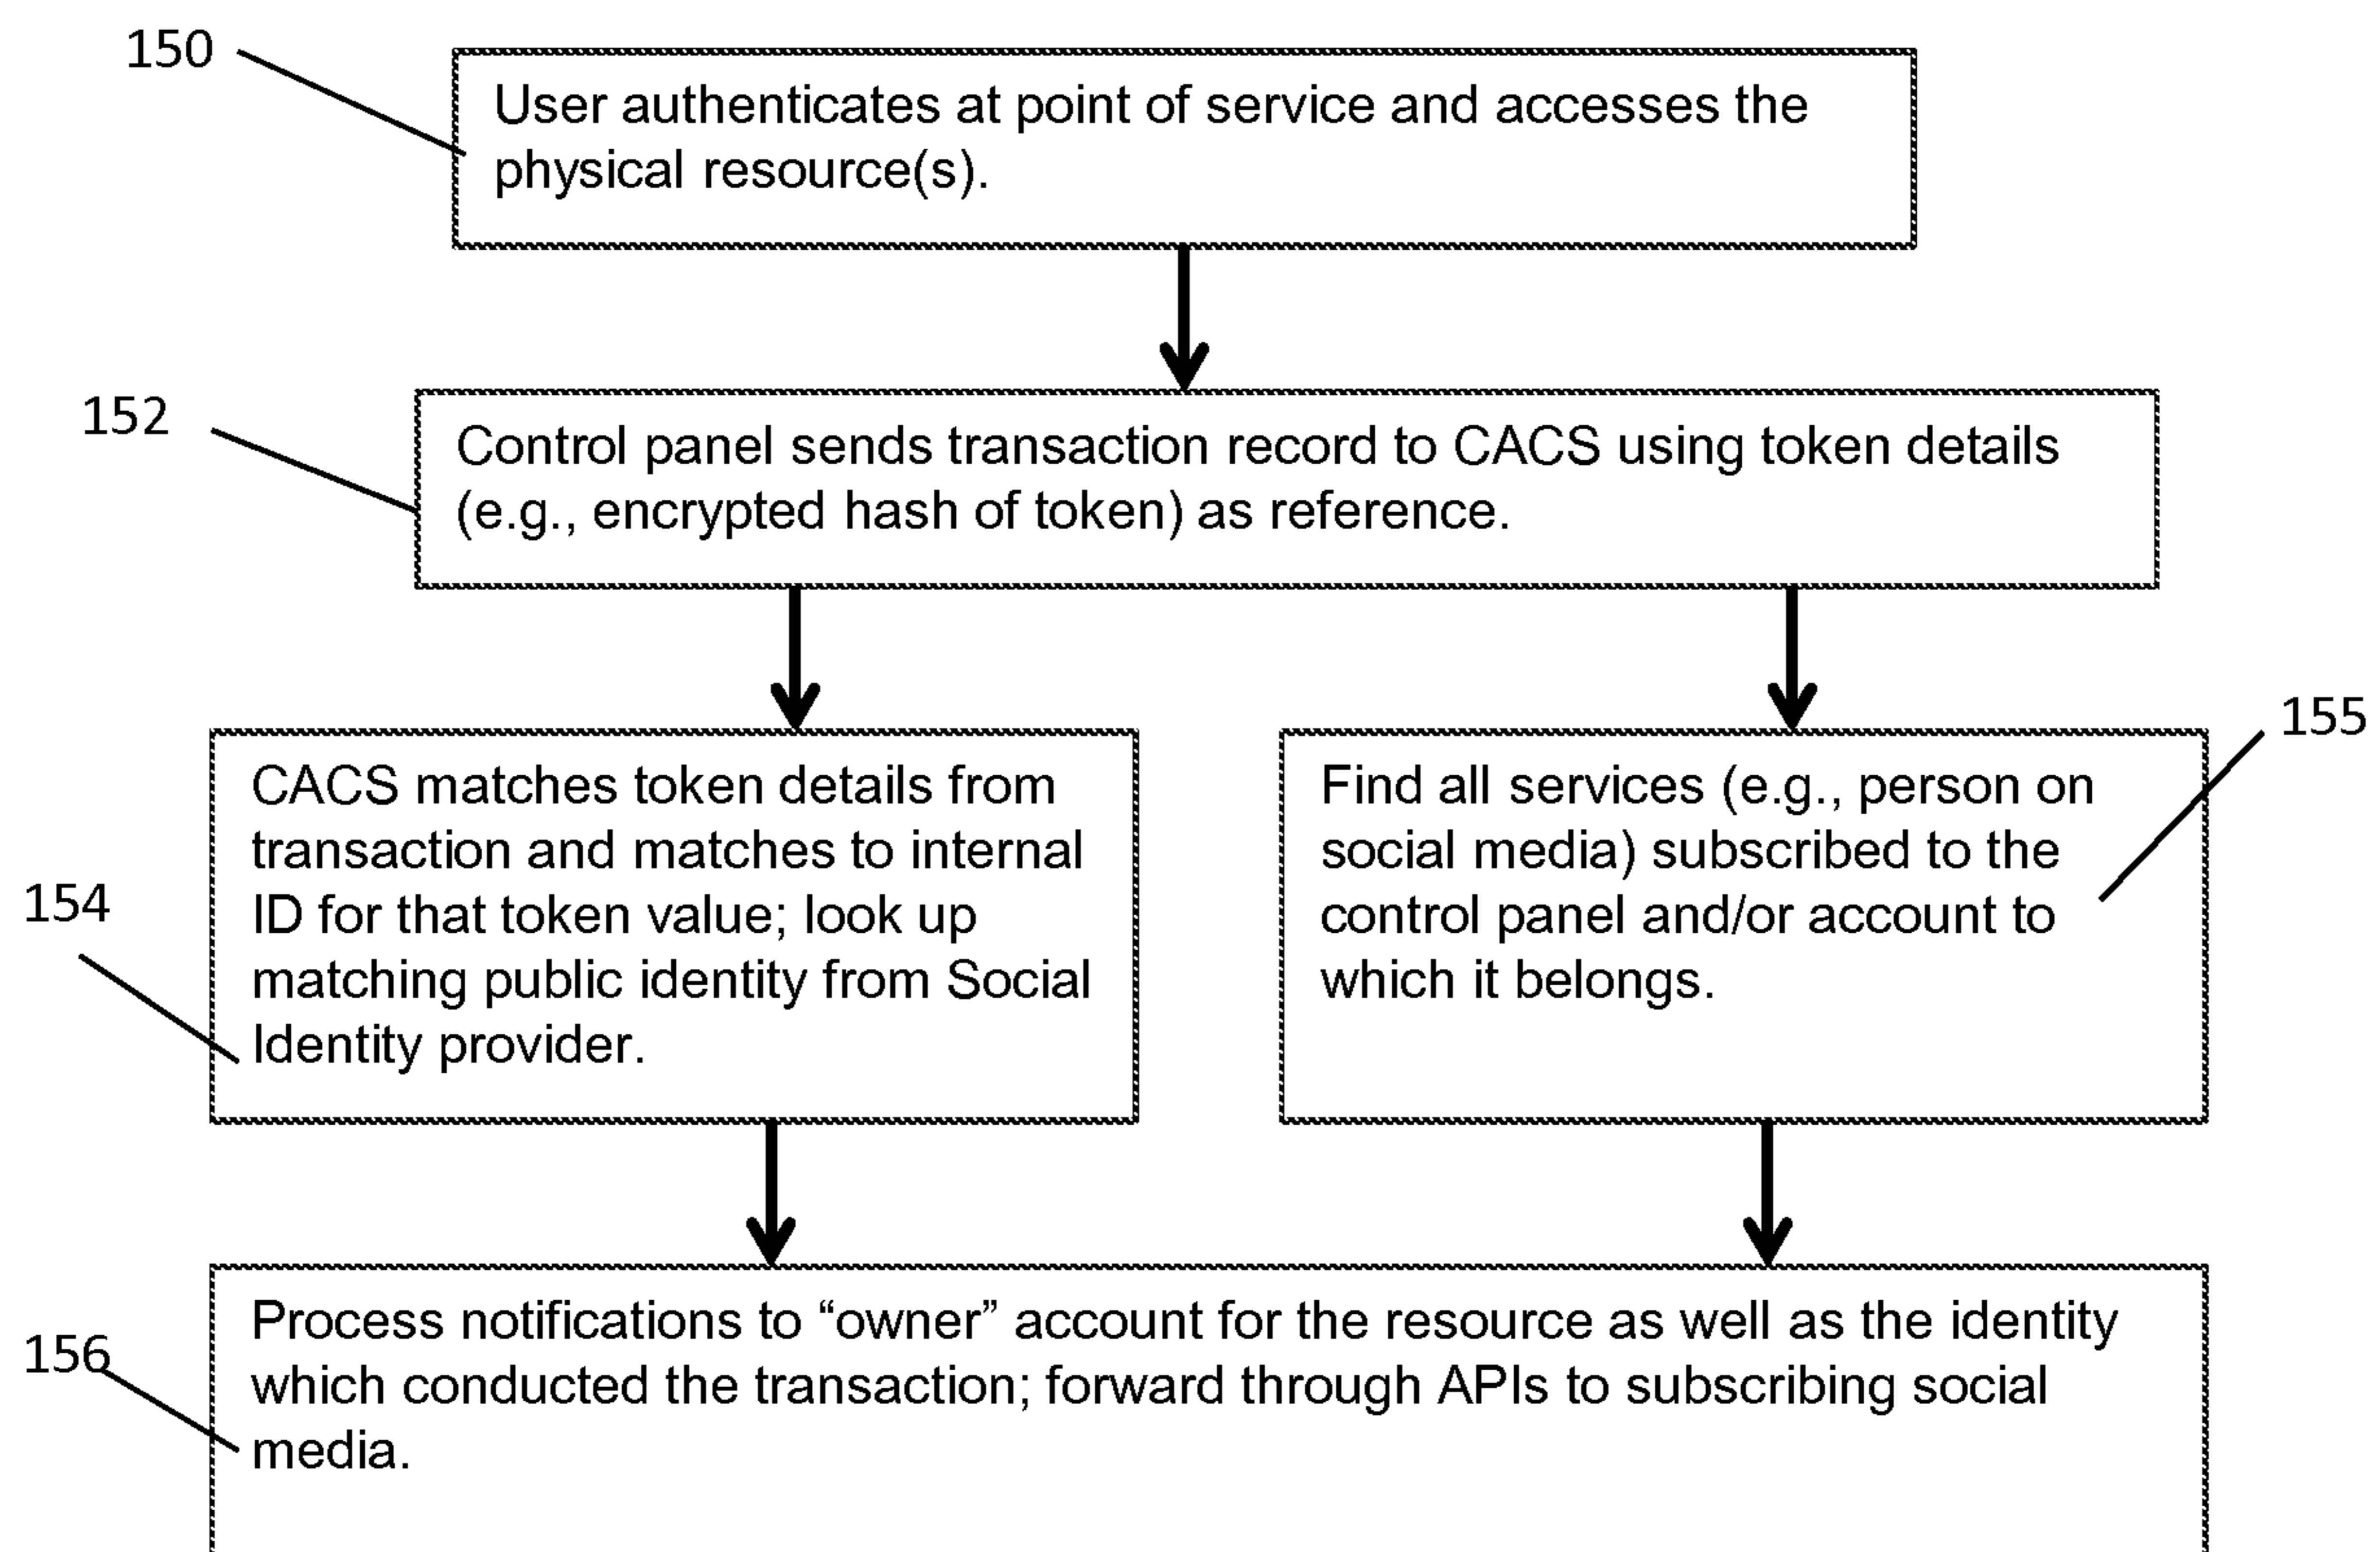 150
User authenticates at point of service and accesses the
physical resource(s).
152
Control panel sends transaction record to CACS using token details
(e.g., encrypted hash of token) as reference.
154
CACS matches token details from
transaction and matches to internal
ID for that token value; look up
matching public identity from Social
Identity provider.
155
Find all services (e.g., person on
social media) subscribed to the
control panel and/or account to
which it belongs.
156
Process notifications to “owner” account for the resource as well as the identity
which conducted the transaction; forward through APIs to subscribing social
media.